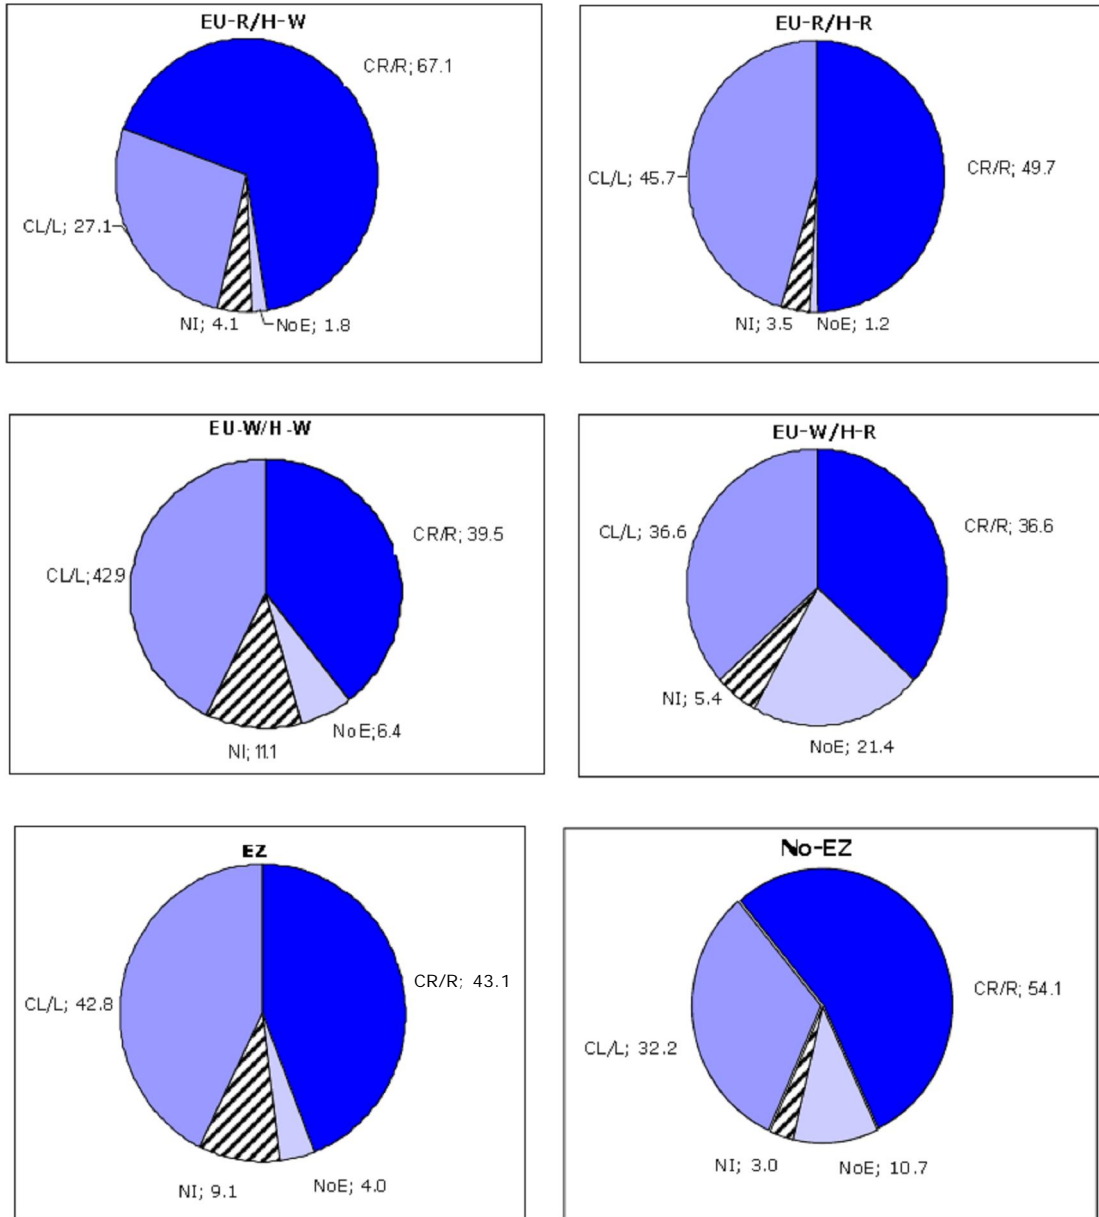 EU-R/H-W
CR/R; 67.1
CL/L; 27.1
NI; 4.1
NoE; 1.8
EU-R/H-R
CL/L; 45.7
CR/R; 49.7
NI; 3.5
NoE; 1.2
EU-W/H-W
CR/R; 39.5
CL/L; 42.9
NoE; 6.4
NI; 11.1
EU-W/H-R
CL/L; 36.6
CR/R; 36.6
NI; 5.4
NoE; 21.4
EZ
CL/L; 42.8
CR/R; 43.1
NI; 9.1
NoE; 4.0
No-EZ
CR/R; 54.1
CL/L; 32.2
NI; 3.0
NoE; 10.7